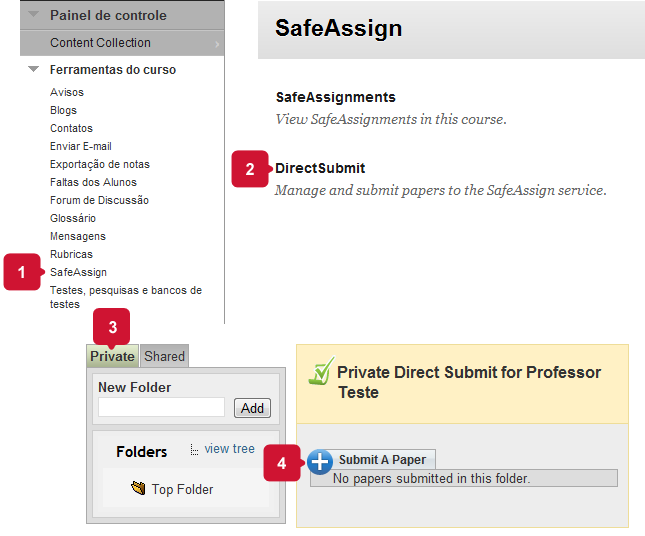 Painel de controle
Content Collection
Ferramentas do curso
Avisos
Blogs
Contatos
Enviar E-mail
Exportação de notas
Faltas dos Alunos
Forum de Discussão
Glossário
Mensagens
Rubricas
1
SafeAssign
Testes, pesquisas e bancos de
testes
SafeAssign
SafeAssignments
View SafeAssignments in this course.
2
DirectSubmit
Manage and submit papers to the SafeAssign service.
3
Private Shared
New Folder
Add
Folders view tree
Top Folder
Private Direct Submit for Professor
Teste
4
Submit A Paper
No papers submitted in this folder.